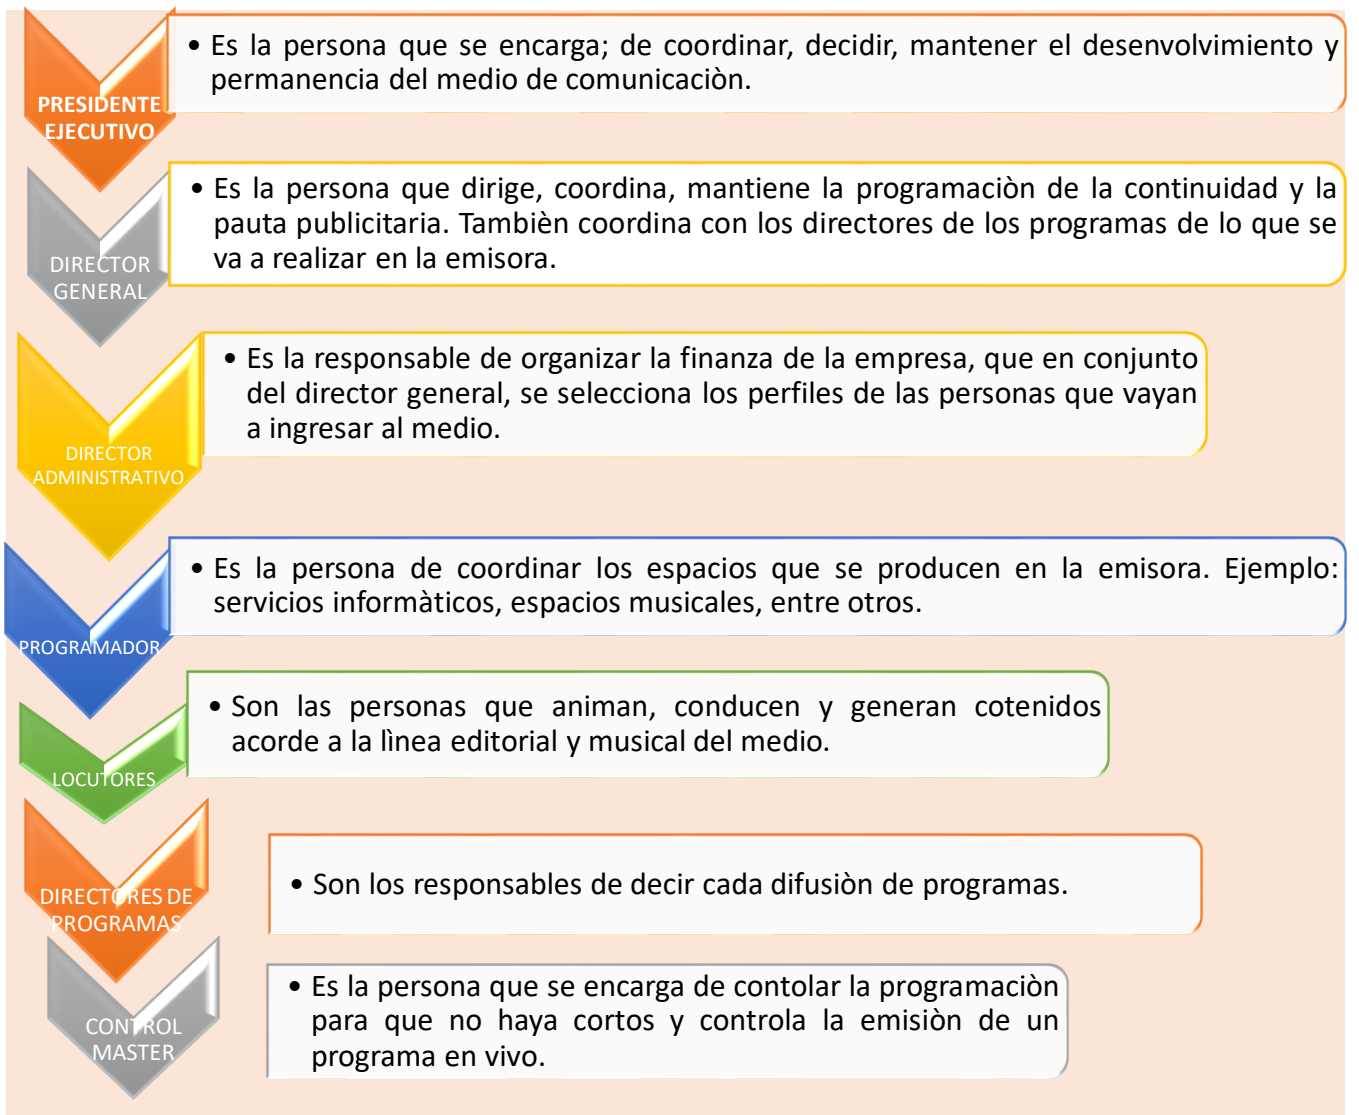 PRESIDENTE
EJECUTIVO
• Es la persona que se encarga; de coordinar, decidir, mantener el desenvolvimiento y
permanencia del medio de comunicaciòn.
DIRECTOR
GENERAL
• Es la persona que dirige, coordina, mantiene la programaciòn de la continuidad y la
pauta publicitaria. Tambièn coordina con los directores de los programas de lo que se
va a realizar en la emisora.
DIRECTOR
ADMINISTRATIVO
• Es la responsable de organizar la finanza de la empresa, que en conjunto
del director general, se selecciona los perfiles de las personas que vayan
a ingresar al medio.
PROGRAMADOR
• Es la persona de coordinar los espacios que se producen en la emisora. Ejemplo:
servicios informàticos, espacios musicales, entre otros.
LOCUTORES
• Son las personas que animan, conducen y generan cotenidos
acorde a la lìnea editorial y musical del medio.
DIRECTORES DE
PROGRAMAS
• Son los responsables de decir cada difusiòn de programas.
CONTROL
MASTER
• Es la persona que se encarga de contolar la programaciòn
para que no haya cortos y controla la emisiòn de un
programa en vivo.